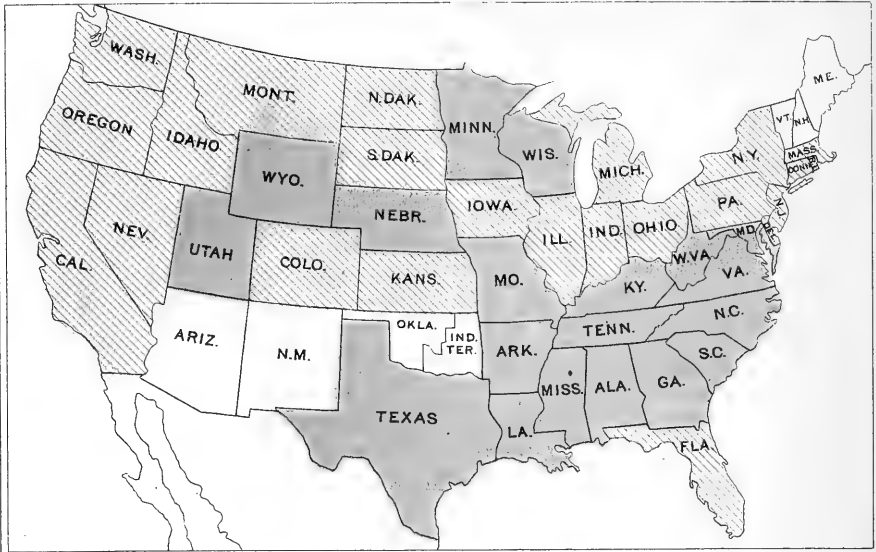 WASH.
MONT.
N.DAK.
MINN.
ME.
VT.
N.H.
OREGON
IDAHO
S.DAK.
WIS.
MICH.
N.Y.
MASS.
CONN.
WYO.
IOWA.
PA.
N.J.
NEV.
UTAH
NEBR.
ILL.
IND.
OHIO
MD.
DEL.
CAL.
COLO.
KANS.
MO.
KY.
W.VA.
VA.
ARIZ.
N.M.
OKLA.
IND.
TER.
ARK.
TENN.
N.C.
S.C.
TEXAS
LA.
MISS.
ALA.
GA.
FLA.